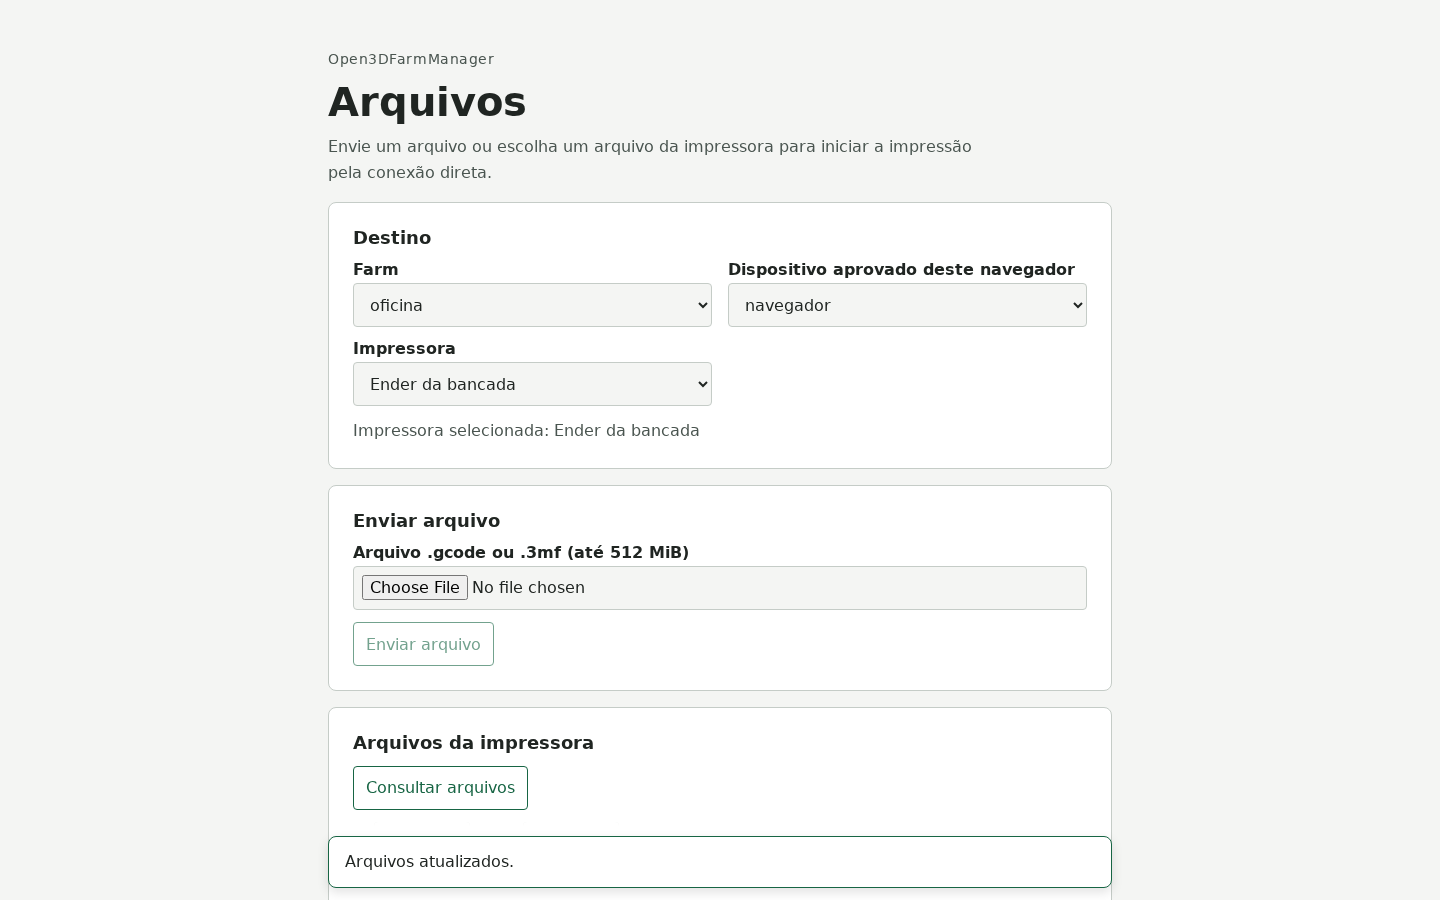 Open3DFarmManager
Arquivos
Envie um arquivo ou escolha um arquivo da impressora para iniciar a impressão
pela conexão direta.
Destino
Farm
Dispositivo aprovado deste navegador
oficina
navegador
Impressora
Ender da bancada
Impressora selecionada: Ender da bancada
Enviar arquivo
Arquivo .gcode ou .3mf (até 512 MiB)
Choose File No file chosen
Enviar arquivo
Arquivos da impressora
Consultar arquivos
Arquivos atualizados.